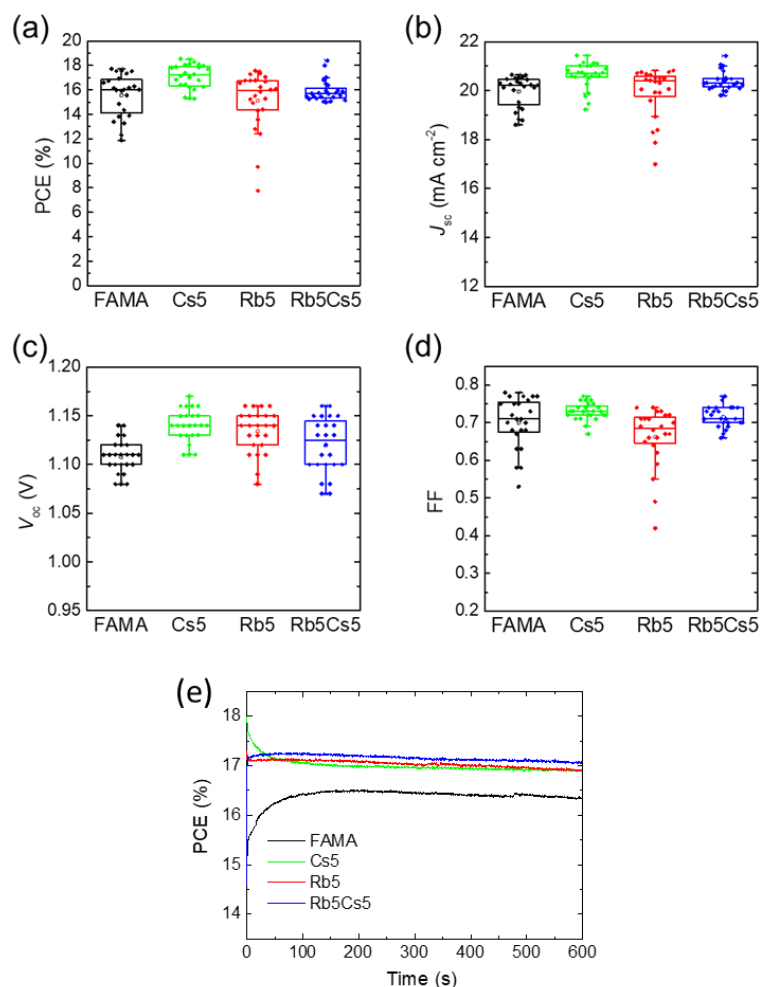 (a)
PCE (%)
20
18
16
14
12
10
8
6
4
2
0
FAMA Cs5 Rb5 Rb5Cs5
(b)
Jsc (mA cm-2)
22
20
18
16
14
12
FAMA Cs5 Rb5 Rb5Cs5
(c)
Voc (V)
1.20
1.15
1.10
1.05
1.00
0.95
FAMA Cs5 Rb5 Rb5Cs5
(d)
FF
0.8
0.7
0.6
0.5
0.4
0.3
0.2
FAMA Cs5 Rb5 Rb5Cs5
(e)
PCE (%)
18
17
16
15
14
FAMA
Cs5
Rb5
Rb5Cs5
0 100 200 300 400 500 600
Time (s)